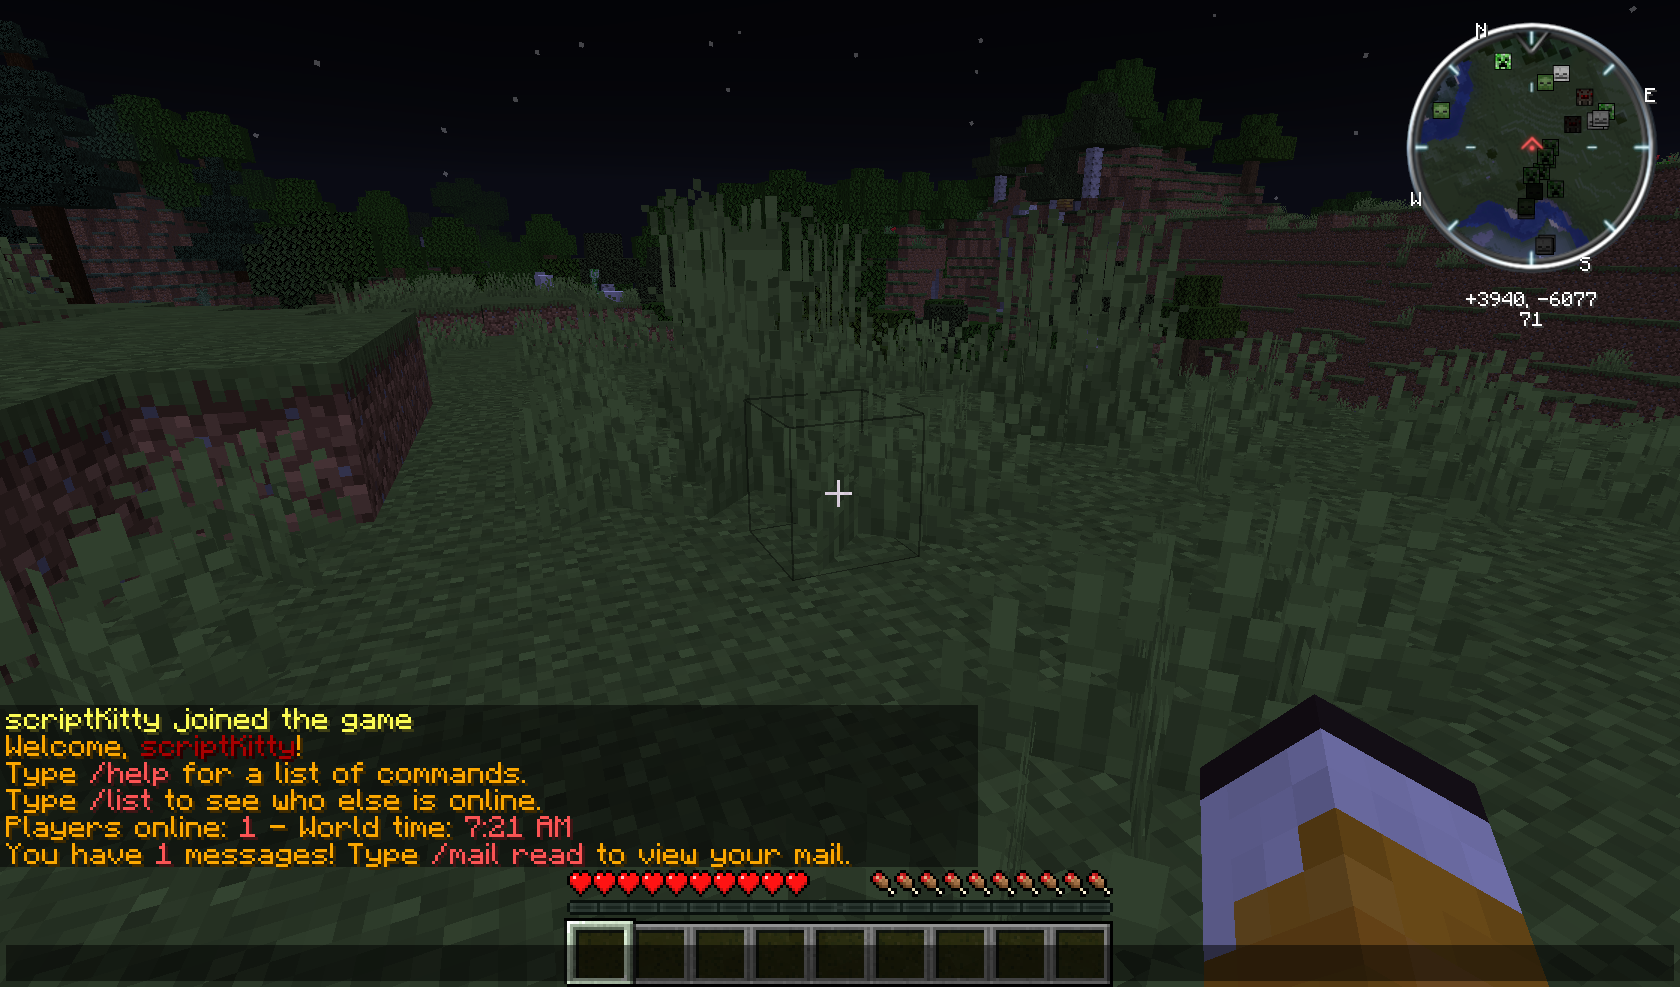 N
E
W
S
+3940, -6077
71
scriptKitty joined the game
Welcome, scriptKitty!
Type /help for a list of commands.
Type /list to see who else is online.
Players online: 1 - World time: 7:21 AM
You have 1 messages! Type /mail read to view your mail.